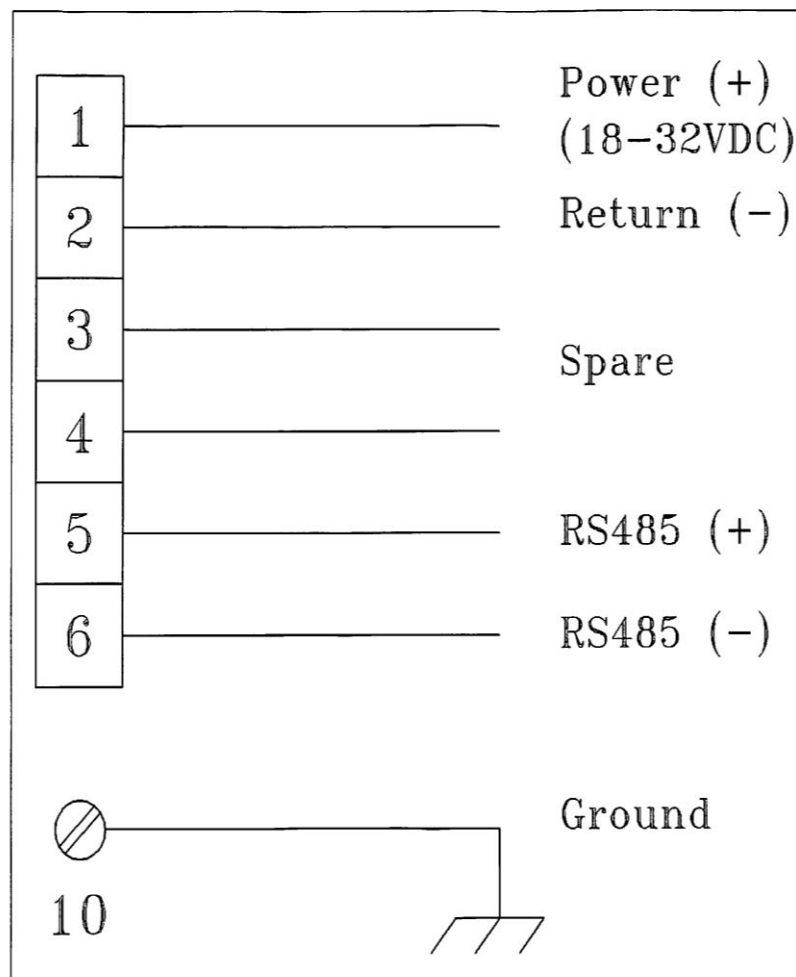 1
Power (+)
(18-32VDC)
2
Return (-)
3
Spare
4
5
RS485 (+)
6
RS485 (-)
Ground
10